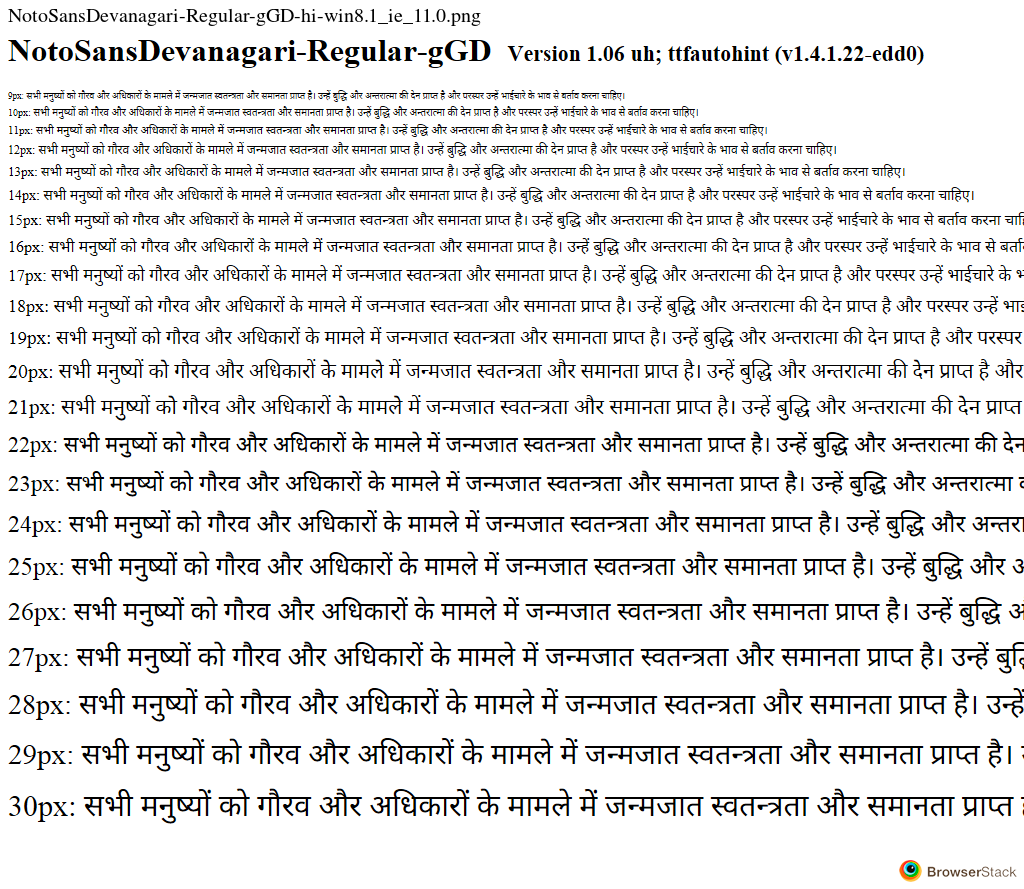 NotoSansDevanagari-Regular-gGD-hi-win8.1_ie_11.0.png
NotoSansDevanagari-Regular-gGD Version 1.06 uh; ttfautohint (v1.4.1.22-edd0)
9px: सभी मनुष्यों को गौरव और अधिकारों के मामले में जन्मजात स्वतन्त्रता और समानता प्राप्त है। उन्हें बुद्धि और अन्तरात्मा की देन प्राप्त है और परस्पर उन्हें भाईचारे के भाव से बर्ताव करना चाहिए।
10px: सभी मनुष्यों को गौरव और अधिकारों के मामले में जन्मजात स्वतन्त्रता और समानता प्राप्त है। उन्हें बुद्धि और अन्तरात्मा की देन प्राप्त है और परस्पर उन्हें भाईचारे के भाव से बर्ताव करना चाहिए।
11px: सभी मनुष्यों को गौरव और अधिकारों के मामले में जन्मजात स्वतन्त्रता और समानता प्राप्त है। उन्हें बुद्धि और अन्तरात्मा की देन प्राप्त है और परस्पर उन्हें भाईचारे के भाव से बर्ताव करना चाहिए।
12px: सभी मनुष्यों को गौरव और अधिकारों के मामले में जन्मजात स्वतन्त्रता और समानता प्राप्त है। उन्हें बुद्धि और अन्तरात्मा की देन प्राप्त है और परस्पर उन्हें भाईचारे के भाव से बर्ताव करना चाहिए।
13px: सभी मनुष्यों को गौरव और अधिकारों के मामले में जन्मजात स्वतन्त्रता और समानता प्राप्त है। उन्हें बुद्धि और अन्तरात्मा की देन प्राप्त है और परस्पर उन्हें भाईचारे के भाव से बर्ताव करना चाहिए।
14px: सभी मनुष्यों को गौरव और अधिकारों के मामले में जन्मजात स्वतन्त्रता और समानता प्राप्त है। उन्हें बुद्धि और अन्तरात्मा की देन प्राप्त है और परस्पर उन्हें भाईचारे के भाव से बर्ताव करना चाहिए।
15px: सभी मनुष्यों को गौरव और अधिकारों के मामले में जन्मजात स्वतन्त्रता और समानता प्राप्त है। उन्हें बुद्धि और अन्तरात्मा की देन प्राप्त है और परस्पर उन्हें भाईचारे के भाव से बर्ताव करना
16px: सभी मनुष्यों को गौरव और अधिकारों के मामले में जन्मजात स्वतन्त्रता और समानता प्राप्त है। उन्हें बुद्धि और अन्तरात्मा की देन प्राप्त है और परस्पर उन्हें भाईचारे के भाव से
17px: सभी मनुष्यों को गौरव और अधिकारों के मामले में जन्मजात स्वतन्त्रता और समानता प्राप्त है। उन्हें बुद्धि और अन्तरात्मा की देन प्राप्त है और परस्पर उन्हें भाईचारे के
18px: सभी मनुष्यों को गौरव और अधिकारों के मामले में जन्मजात स्वतन्त्रता और समानता प्राप्त है। उन्हें बुद्धि और अन्तरात्मा की देन प्राप्त है और परस्पर उन्हें
19px: सभी मनुष्यों को गौरव और अधिकारों के मामले में जन्मजात स्वतन्त्रता और समानता प्राप्त है। उन्हें बुद्धि और अन्तरात्मा की देन प्राप्त है और परस्पर
20px: सभी मनुष्यों को गौरव और अधिकारों के मामले में जन्मजात स्वतन्त्रता और समानता प्राप्त है। उन्हें बुद्धि और अन्तरात्मा की देन प्राप्त है और
21px: सभी मनुष्यों को गौरव और अधिकारों के मामले में जन्मजात स्वतन्त्रता और समानता प्राप्त है। उन्हें बुद्धि और अन्तरात्मा की देन प्राप्त
22px: सभी मनुष्यों को गौरव और अधिकारों के मामले में जन्मजात स्वतन्त्रता और समानता प्राप्त है। उन्हें बुद्धि और अन्तरात्मा की देन
23px: सभी मनुष्यों को गौरव और अधिकारों के मामले में जन्मजात स्वतन्त्रता और समानता प्राप्त है। उन्हें बुद्धि और अन्तरात्मा
24px: सभी मनुष्यों को गौरव और अधिकारों के मामले में जन्मजात स्वतन्त्रता और समानता प्राप्त है। उन्हें बुद्धि और
25px: सभी मनुष्यों को गौरव और अधिकारों के मामले में जन्मजात स्वतन्त्रता और समानता प्राप्त है। उन्हें बुद्धि और
26px: सभी मनुष्यों को गौरव और अधिकारों के मामले में जन्मजात स्वतन्त्रता और समानता प्राप्त है। उन्हें बुद्धि
27px: सभी मनुष्यों को गौरव और अधिकारों के मामले में जन्मजात स्वतन्त्रता और समानता प्राप्त है। उन्हें
28px: सभी मनुष्यों को गौरव और अधिकारों के मामले में जन्मजात स्वतन्त्रता और समानता प्राप्त है। उन्हें
29px: सभी मनुष्यों को गौरव और अधिकारों के मामले में जन्मजात स्वतन्त्रता और समानता प्राप्त है।
30px: सभी मनुष्यों को गौरव और अधिकारों के मामले में जन्मजात स्वतन्त्रता और समानता प्राप्त
BrowserStack